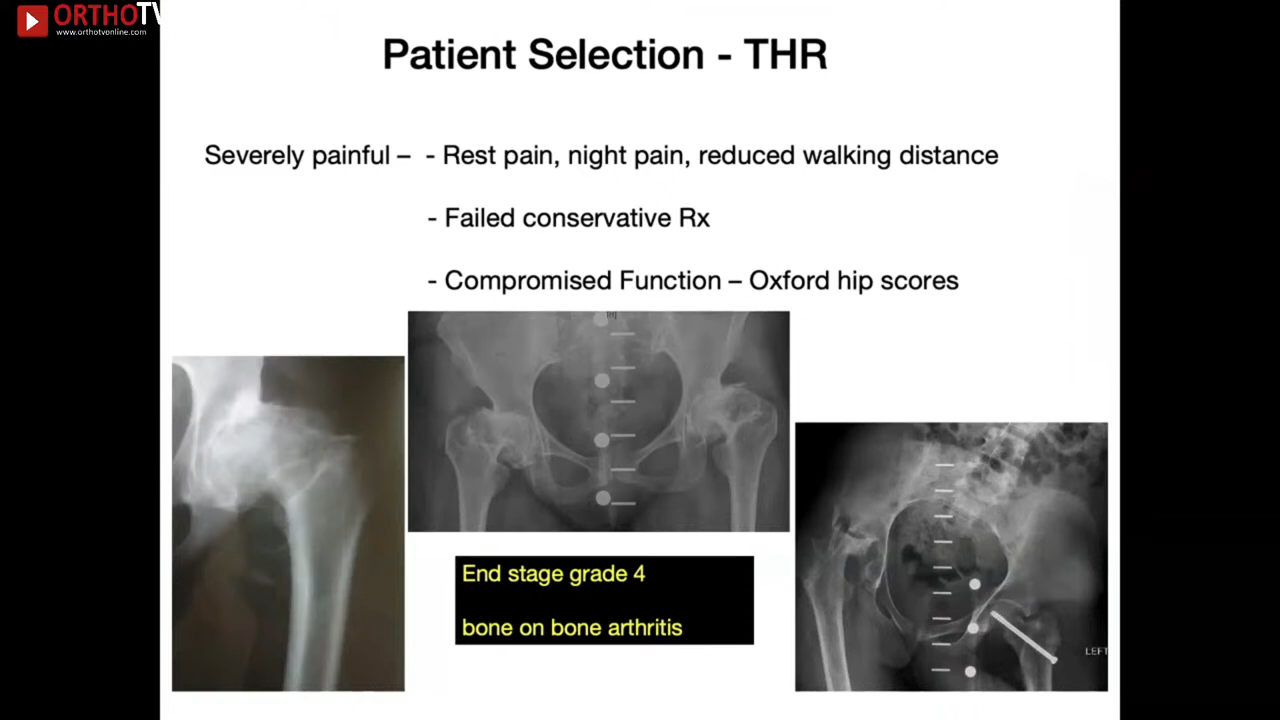 ORTHOTV
www.orthotvonline.com
Patient Selection - THR
Severely painful – - Rest pain, night pain, reduced walking distance
- Failed conservative Rx
- Compromised Function – Oxford hip scores
End stage grade 4
bone on bone arthritis
LEFT